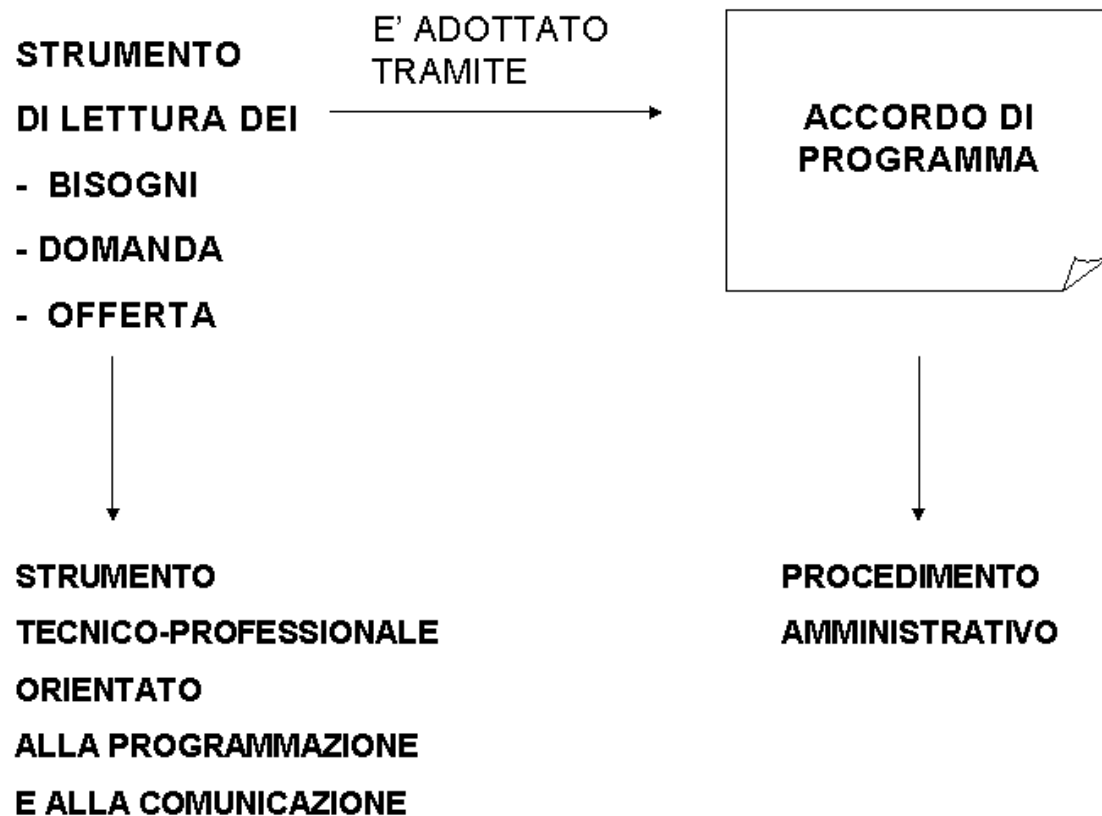 STRUMENTO
DI LETTURA DEI
- BISOGNI
- DOMANDA
- OFFERTA
E' ADOTTATO
TRAMITE
ACCORDO DI
PROGRAMMA
STRUMENTO
TECNICO-PROFESSIONALE
ORIENTATO
ALLA PROGRAMMAZIONE
E ALLA COMUNICAZIONE
PROCEDIMENTO
AMMINISTRATIVO